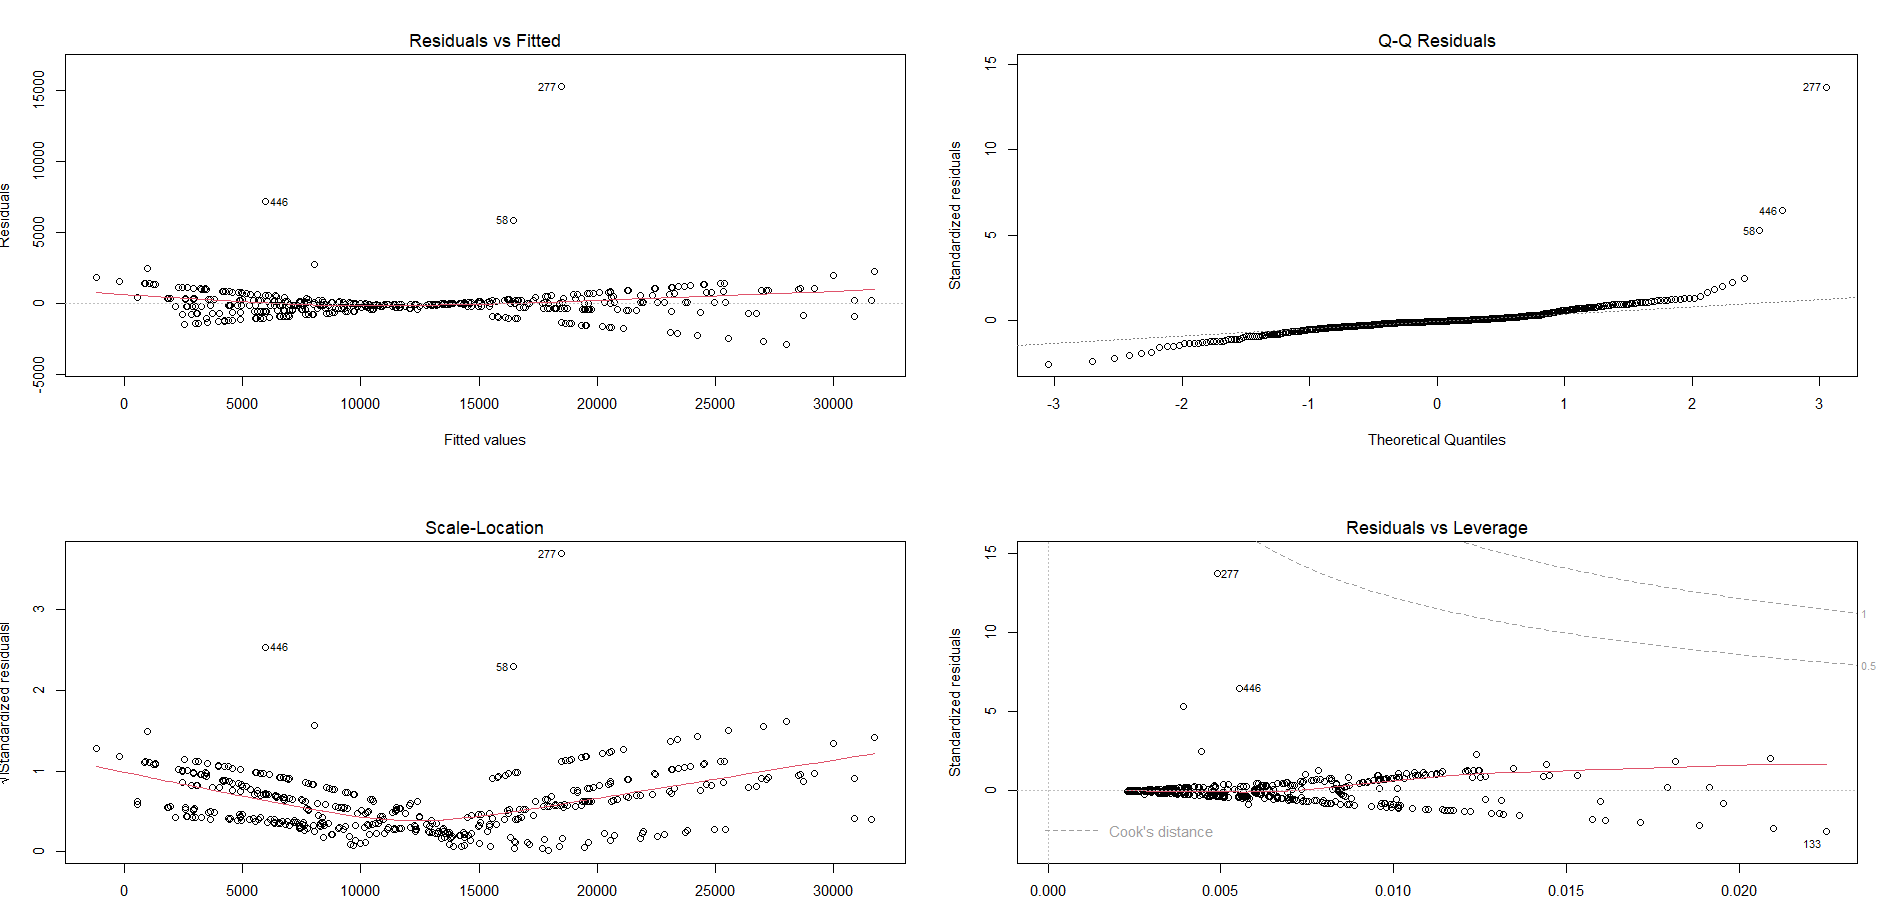 Residuals vs Fitted
Residuals
15000
10000
5000
0
-5000
277
446
58
0 5000 10000 15000 20000 25000 30000
Fitted values
Q-Q Residuals
Standardized residuals
15
10
5
0
277
446
58
-3 -2 -1 0 1 2 3
Theoretical Quantiles
Scale-Location
√|Standardized residuals|
3
2
1
0
277
446
58
0 5000 10000 15000 20000 25000 30000
Residuals vs Leverage
Standardized residuals
15
10
5
0
277
446
1
0.5
Cook's distance
133
0.000 0.005 0.010 0.015 0.020